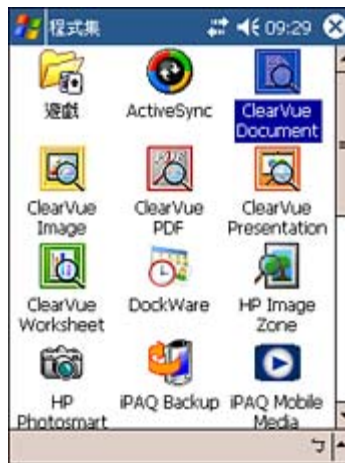 程式集 09:29
遊戲 ActiveSync ClearVue Document
ClearVue Image ClearVue PDF ClearVue Presentation
ClearVue Worksheet DockWare HP Image Zone
HP Photosmart iPAQ Backup iPAQ Mobile Media
ㄅ